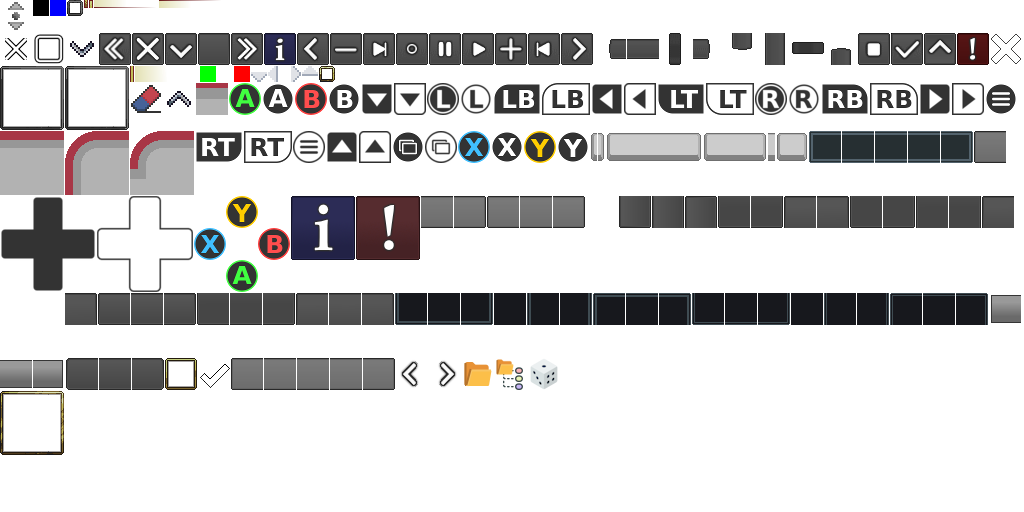 i !
A A B B L L LB LB LT LT R R RB RB
RT RT X X Y Y
Y
X B i !
A